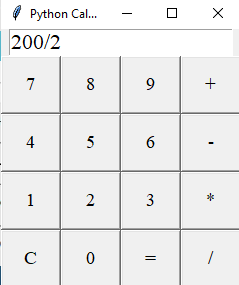 Python Cal...
200/2
7 8 9 +
4 5 6 -
1 2 3 *
C 0 = /